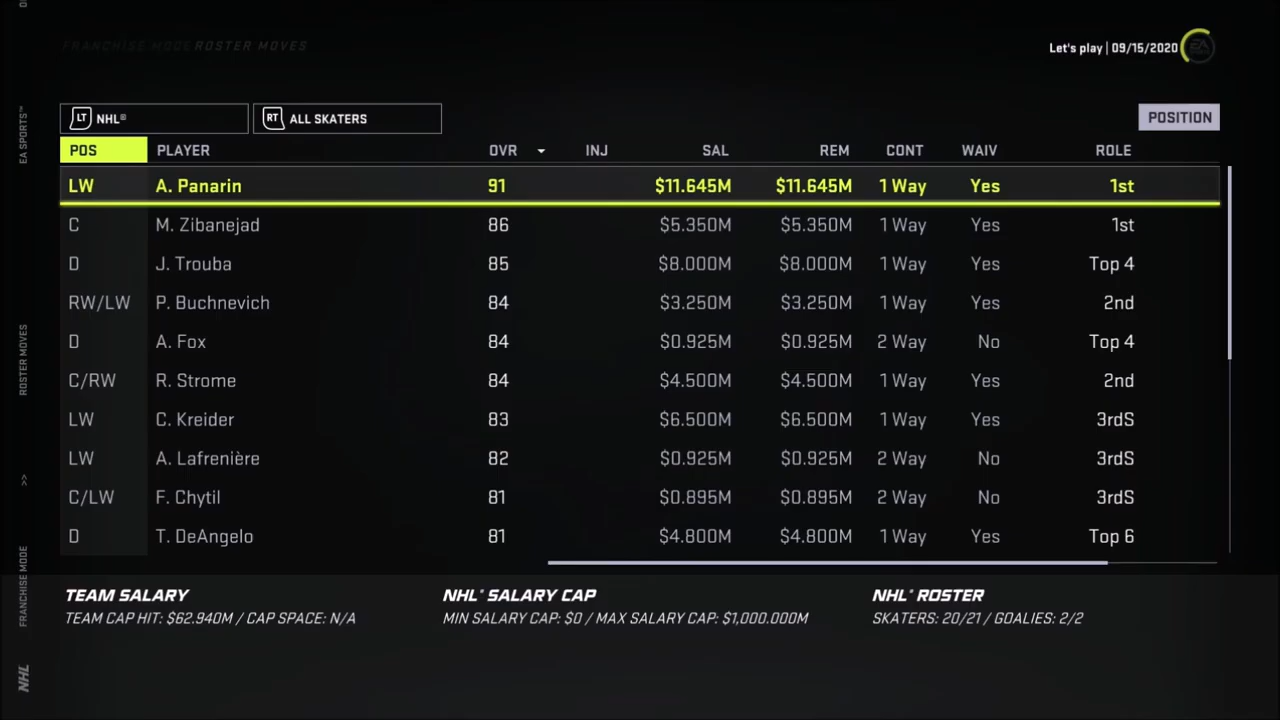 FRANCHISE MODE ROSTER MOVES
Let's play | 09/15/2020
EA SPORTS™
ROSTER MOVES
>>
FRANCHISE MODE
NHL
LT NHL® RT ALL SKATERS
POSITION
POS PLAYER OVR INJ SAL REM CONT WAIV ROLE
LW A. Panarin 91 $11.645M $11.645M 1 Way Yes 1st
C M. Zibanejad 86 $5.350M $5.350M 1 Way Yes 1st
D J. Trouba 85 $8.000M $8.000M 1 Way Yes Top 4
RW/LW P. Buchnevich 84 $3.250M $3.250M 1 Way Yes 2nd
D A. Fox 84 $0.925M $0.925M 2 Way No Top 4
C/RW R. Strome 84 $4.500M $4.500M 1 Way Yes 2nd
LW C. Kreider 83 $6.500M $6.500M 1 Way Yes 3rdS
LW A. Lafrenière 82 $0.925M $0.925M 2 Way No 3rdS
C/LW F. Chytil 81 $0.895M $0.895M 2 Way No 3rdS
D T. DeAngelo 81 $4.800M $4.800M 1 Way Yes Top 6
TEAM SALARY
TEAM CAP HIT: $62.940M / CAP SPACE: N/A
NHL® SALARY CAP
MIN SALARY CAP: $0 / MAX SALARY CAP: $1,000.000M
NHL® ROSTER
SKATERS: 20/21 / GOALIES: 2/2